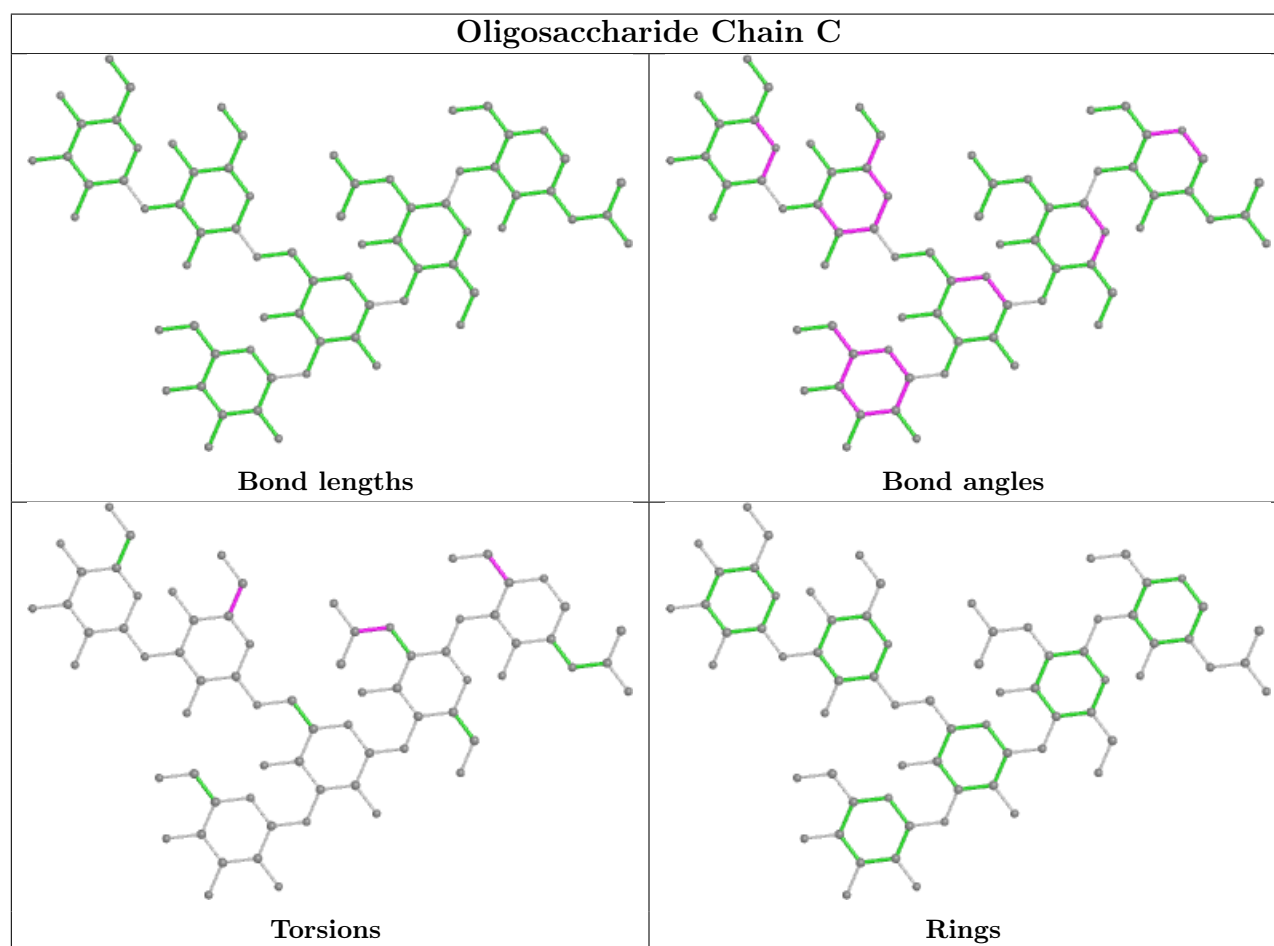 Oligosaccharide Chain C
Bond lengths
Bond angles
Torsions
Rings